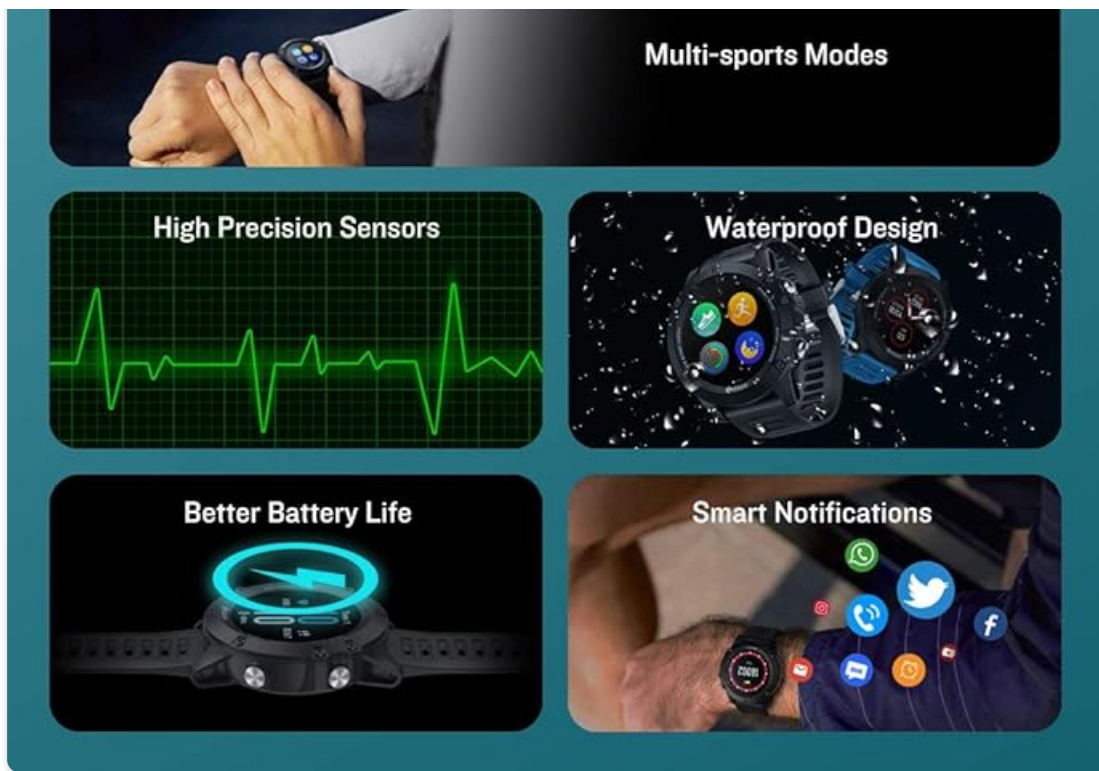 Multi-sports Modes
High Precision Sensors
Waterproof Design
Better Battery Life
Smart Notifications